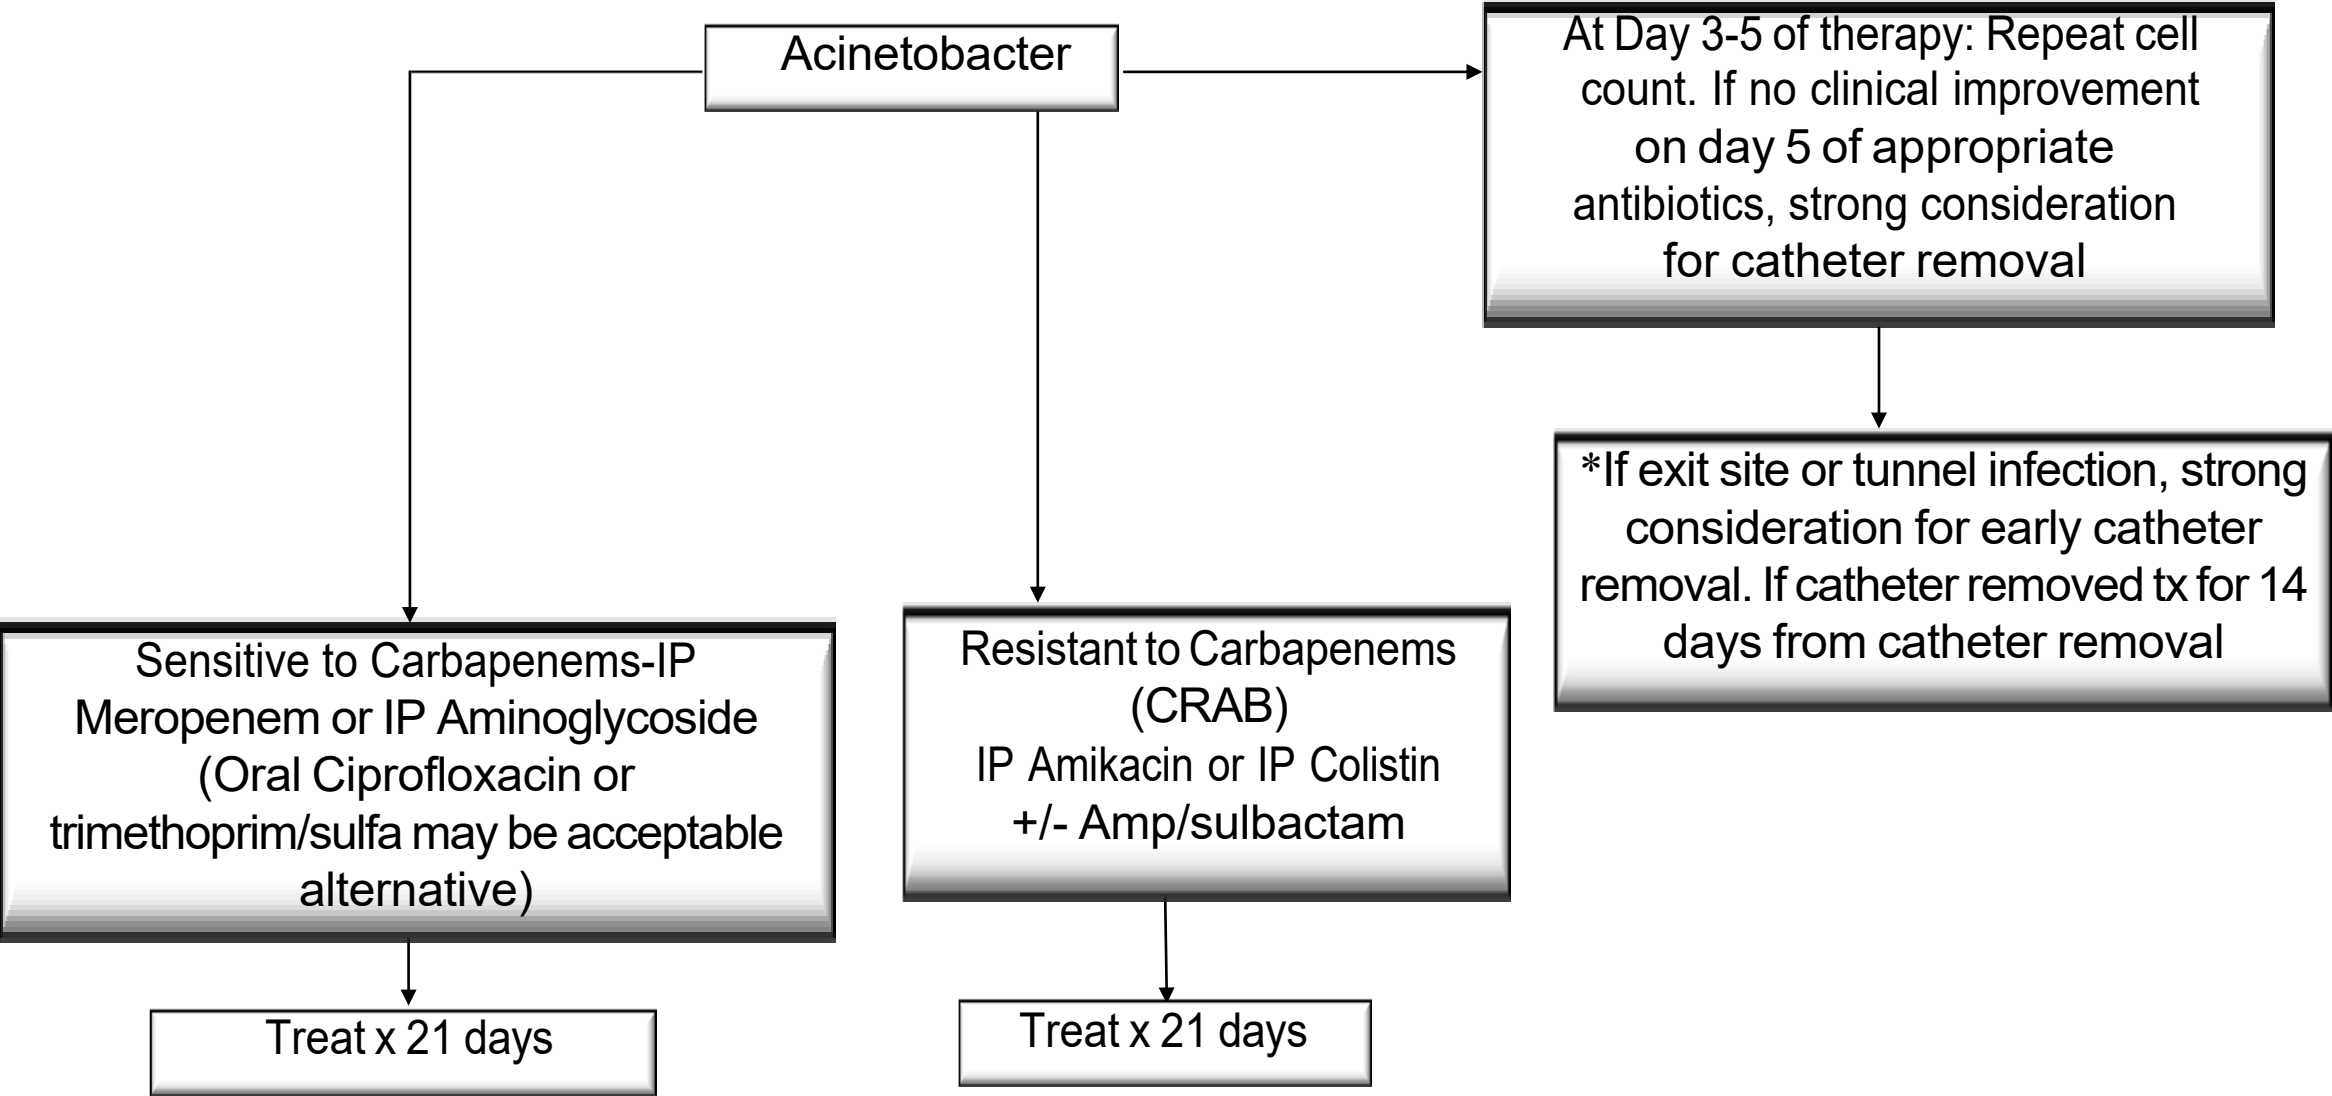 Acinetobacter
At Day 3-5 of therapy: Repeat cell
count. If no clinical improvement
on day 5 of appropriate
antibiotics, strong consideration
for catheter removal
*If exit site or tunnel infection, strong
consideration for early catheter
removal. If catheter removed tx for 14
days from catheter removal
Sensitive to Carbapenems-IP
Meropenem or IP Aminoglycoside
(Oral Ciprofloxacin or
trimethoprim/sulfa may be acceptable
alternative)
Resistant to Carbapenems
(CRAB)
IP Amikacin or IP Colistin
+/- Amp/sulbactam
Treat x 21 days
Treat x 21 days